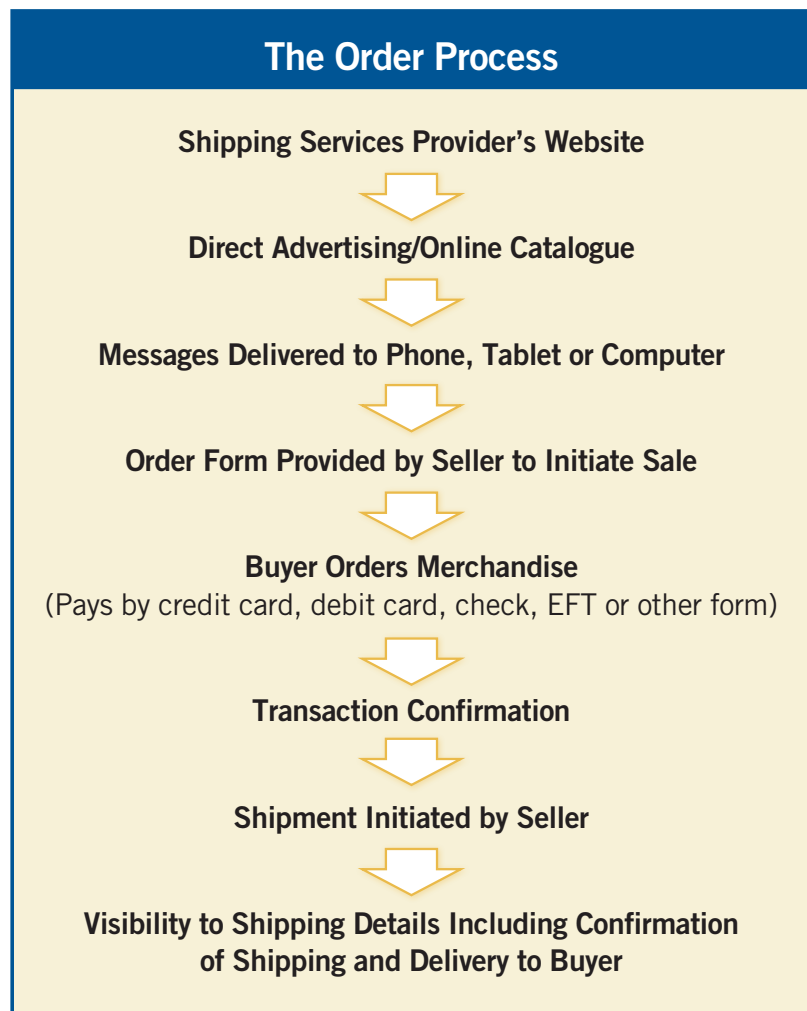 The Order Process
Shipping Services Provider’s Website
Direct Advertising/Online Catalogue
Messages Delivered to Phone, Tablet or Computer
Order Form Provided by Seller to Initiate Sale
Buyer Orders Merchandise
(Pays by credit card, debit card, check, EFT or other form)
Transaction Confirmation
Shipment Initiated by Seller
Visibility to Shipping Details Including Confirmation
of Shipping and Delivery to Buyer